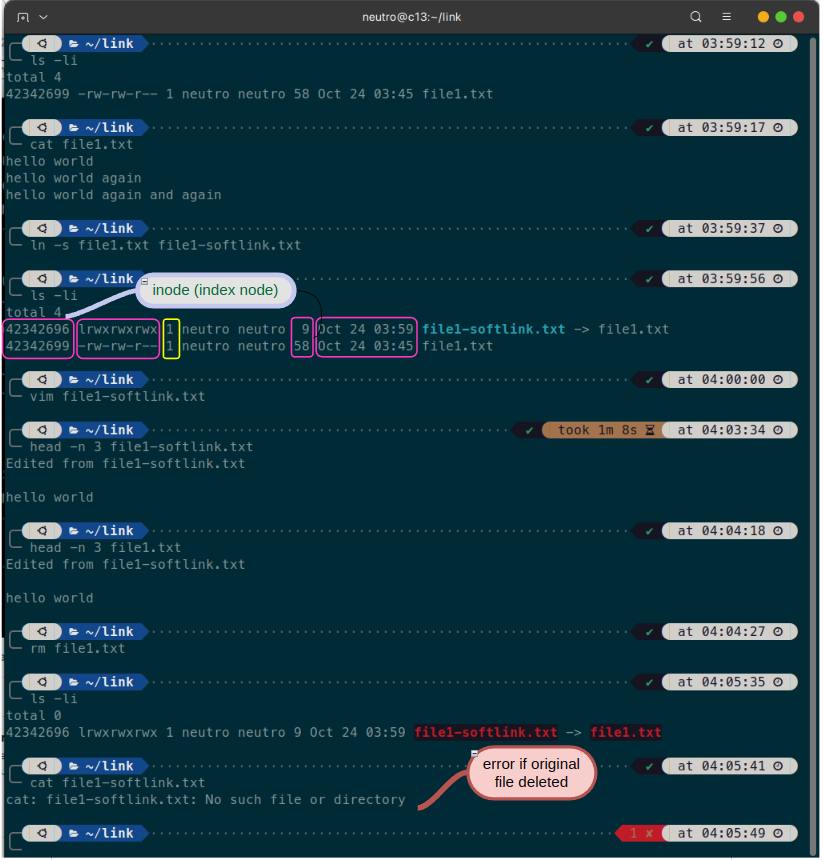 neutro@c13:~/link
~/link at 03:59:12
ls -li
total 4
42342699 -rw-rw-r-- 1 neutro neutro 58 Oct 24 03:45 file1.txt
~/link at 03:59:17
cat file1.txt
hello world
hello world again
hello world again and again
~/link at 03:59:37
ln -s file1.txt file1-softlink.txt
~/link at 03:59:56
ls -li
inode (index node)
total 4
42342696 lrwxrwxrwx 1 neutro neutro 9 Oct 24 03:59 file1-softlink.txt -> file1.txt
42342699 -rw-rw-r-- 1 neutro neutro 58 Oct 24 03:45 file1.txt
~/link at 04:00:00
vim file1-softlink.txt
~/link took 1m 8s at 04:03:34
head -n 3 file1-softlink.txt
Edited from file1-softlink.txt
hello world
~/link at 04:04:18
head -n 3 file1.txt
Edited from file1-softlink.txt
hello world
~/link at 04:04:27
rm file1.txt
~/link at 04:05:35
ls -li
total 0
42342696 lrwxrwxrwx 1 neutro neutro 9 Oct 24 03:59 file1-softlink.txt -> file1.txt
~/link at 04:05:41
cat file1-softlink.txt
cat: file1-softlink.txt: No such file or directory
error if original
file deleted
~/link 1 ✘ at 04:05:49